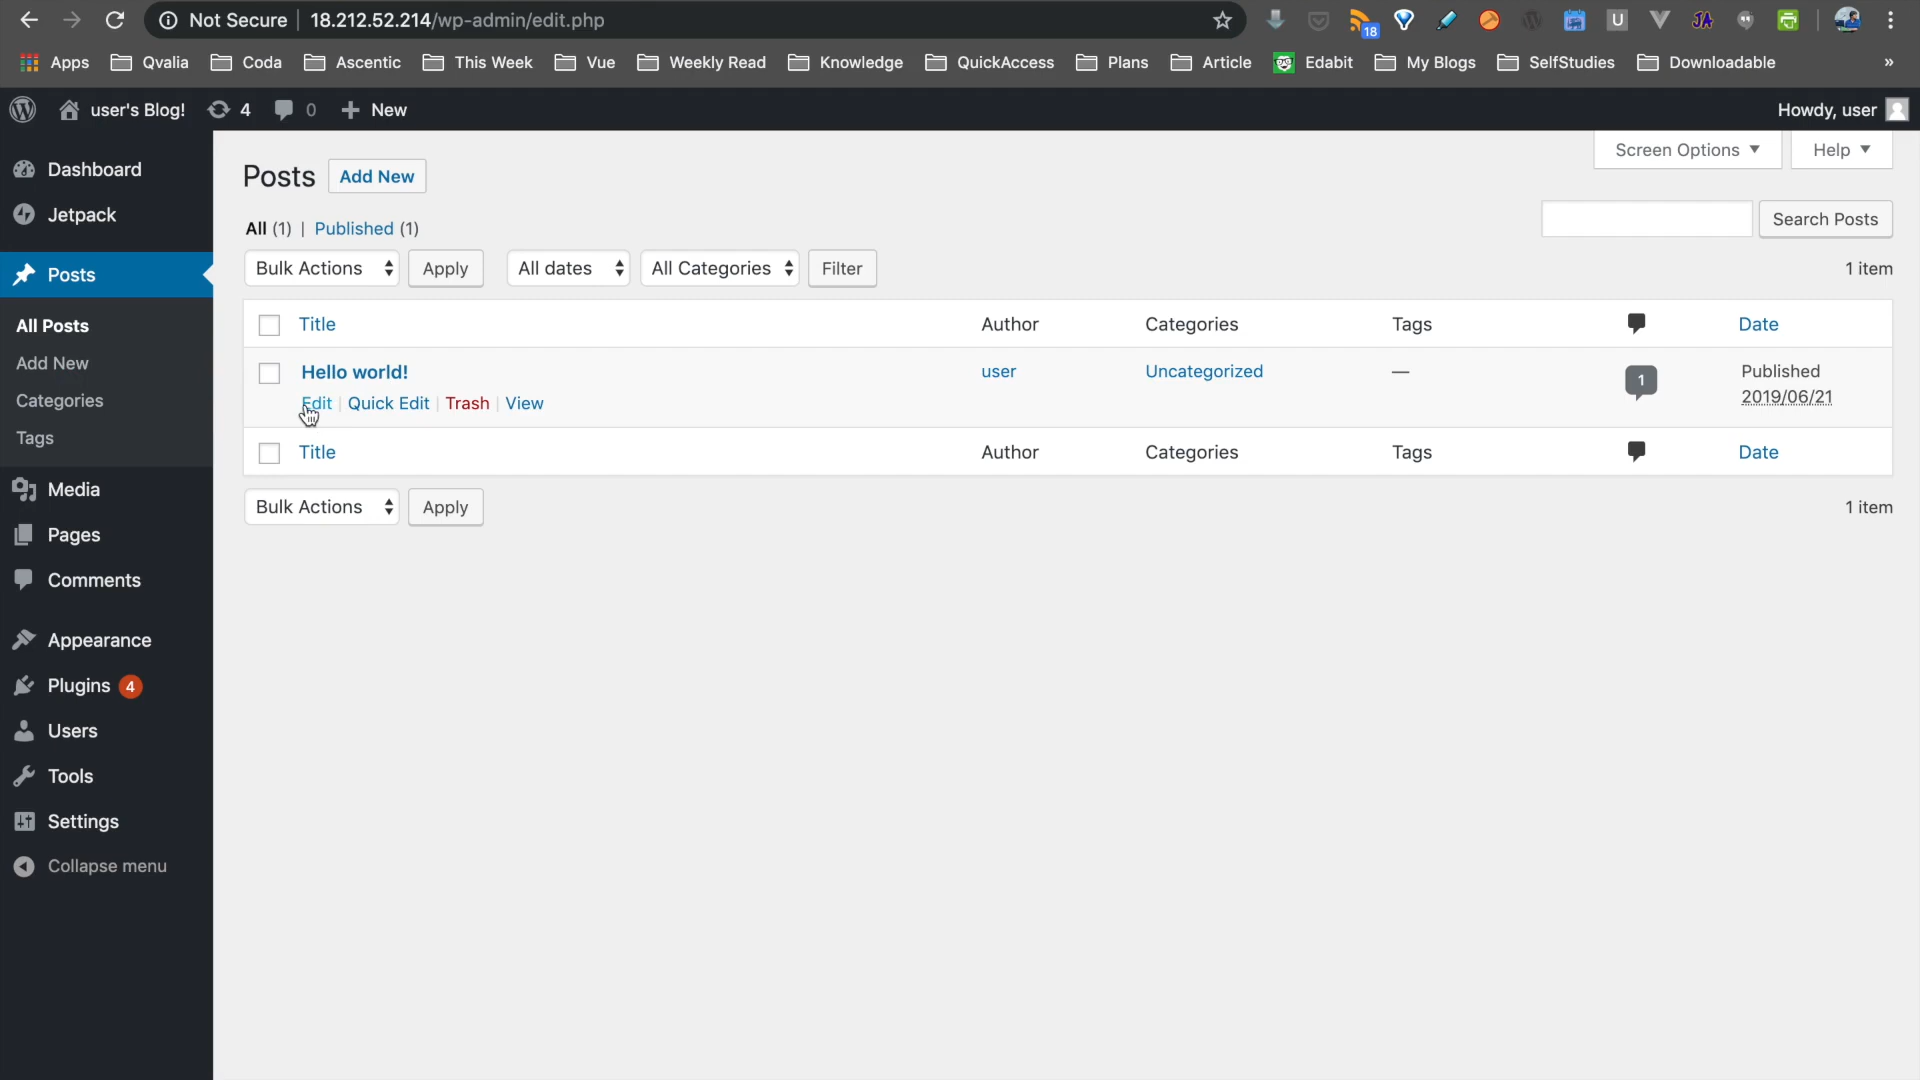 Not Secure 18.212.52.214/wp-admin/edit.php 18 U JA
Apps Qvalia Coda Ascentic This Week Vue Weekly Read Knowledge QuickAccess Plans Article Edabit My Blogs SelfStudies Downloadable »
user's Blog! 4 0 New Howdy, user
Dashboard
Jetpack
Posts
All Posts
Add New
Categories
Tags
Media
Pages
Comments
Appearance
Plugins 4
Users
Tools
Settings
Collapse menu
Screen Options Help
Posts Add New
All (1) | Published (1)
Search Posts
Bulk Actions Apply All dates All Categories Filter 1 item
Title Author Categories Tags Date
Hello world! user Uncategorized — 1 Published
Edit | Quick Edit | Trash | View 2019/06/21
Title Author Categories Tags Date
Bulk Actions Apply 1 item